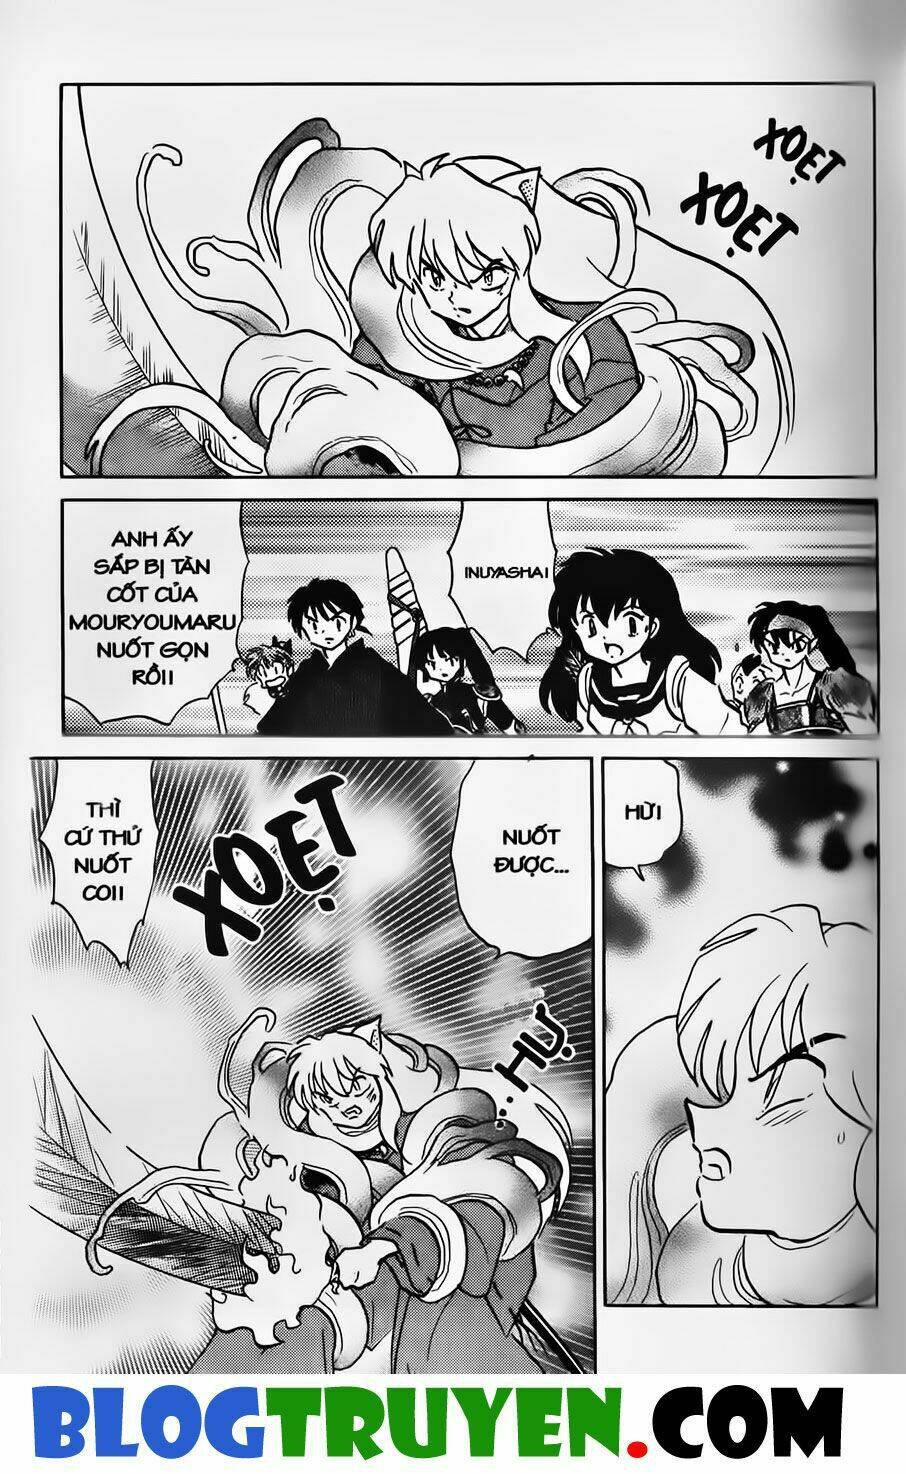 XOẸT
XOẸT
INUYASHA!
ANH ẤY
SẮP BỊ TÀN
CỐT CỦA
MOURYOUMARU
NUỐT GỌN
RỒI!
HỪ!
NUỐT
ĐƯỢC...
XOẸT
THÌ
CỨ THỬ
NUỐT
COI!
...HỰ
BLOGTRUYEN.COM